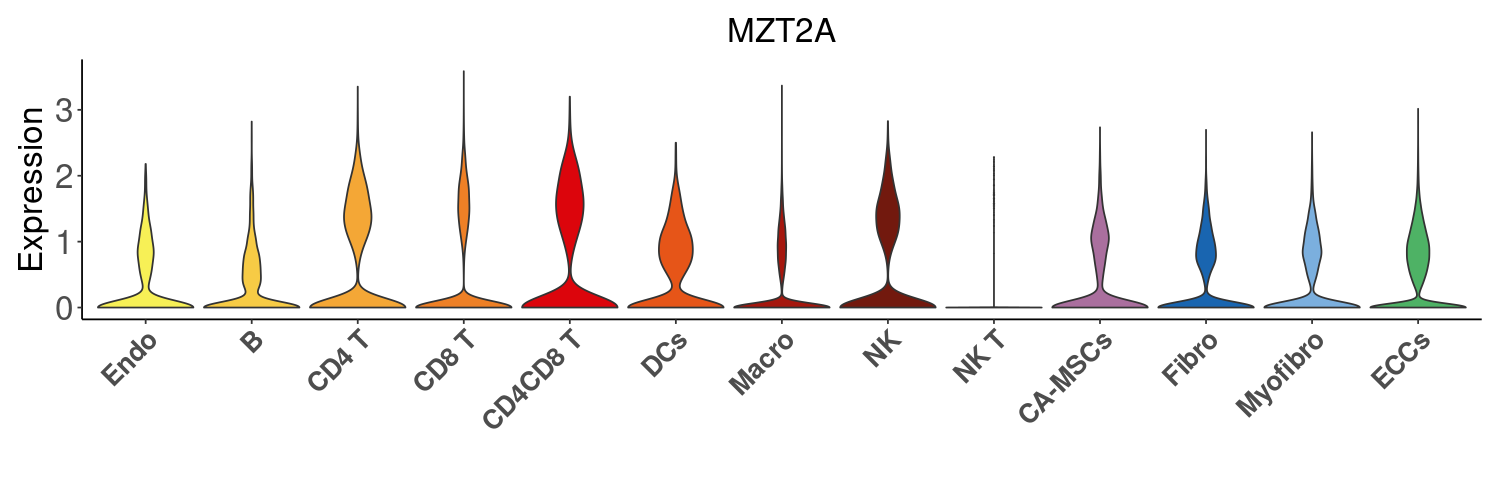 MZT2A
Expression
3
2
1
0
Endo
B
CD4 T
CD8 T
CD4CD8 T
DCs
Macro
NK
NK T
CA-MSCs
Fibro
Myofibro
ECCs